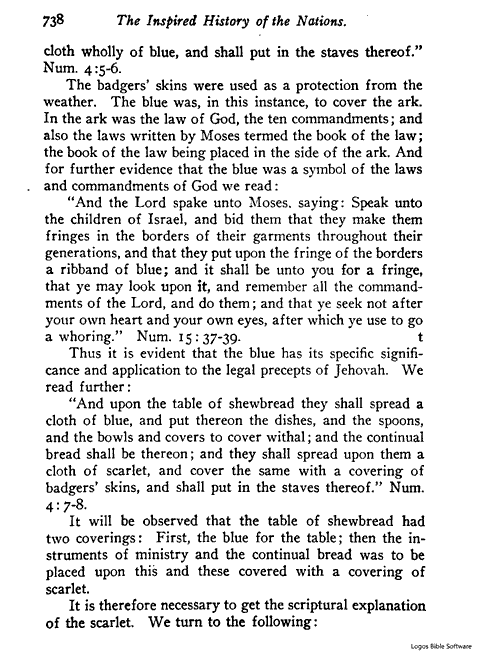 738 The Inspired History of the Nations.
cloth wholly of blue, and shall put in the staves thereof."
Num. 4:5-6.
The badgers' skins were used as a protection from the
weather. The blue was, in this instance, to cover the ark.
In the ark was the law of God, the ten commandments; and
also the laws written by Moses termed the book of the law;
the book of the law being placed in the side of the ark. And
for further evidence that the blue was a symbol of the laws
and commandments of God we read:
"And the Lord spake unto Moses, saying: Speak unto
the children of Israel, and bid them that they make them
fringes in the borders of their garments throughout their
generations, and that they put upon the fringe of the borders
a ribband of blue; and it shall be unto you for a fringe,
that ye may look upon it, and remember all the command-
ments of the Lord, and do them; and that ye seek not after
your own heart and your own eyes, after which ye use to go
a whoring." Num. 15:37-39. t
Thus it is evident that the blue has its specific signifi-
cance and application to the legal precepts of Jehovah. We
read further:
"And upon the table of shewbread they shall spread a
cloth of blue, and put thereon the dishes, and the spoons,
and the bowls and covers to cover withal; and the continual
bread shall be thereon; and they shall spread upon them a
cloth of scarlet, and cover the same with a covering of
badgers' skins, and shall put in the staves thereof." Num.
4:7-8.
It will be observed that the table of shewbread had
two coverings: First, the blue for the table; then the in-
struments of ministry and the continual bread was to be
placed upon this and these covered with a covering of
scarlet.
It is therefore necessary to get the scriptural explanation
of the scarlet. We turn to the following:
Logos Bible Software